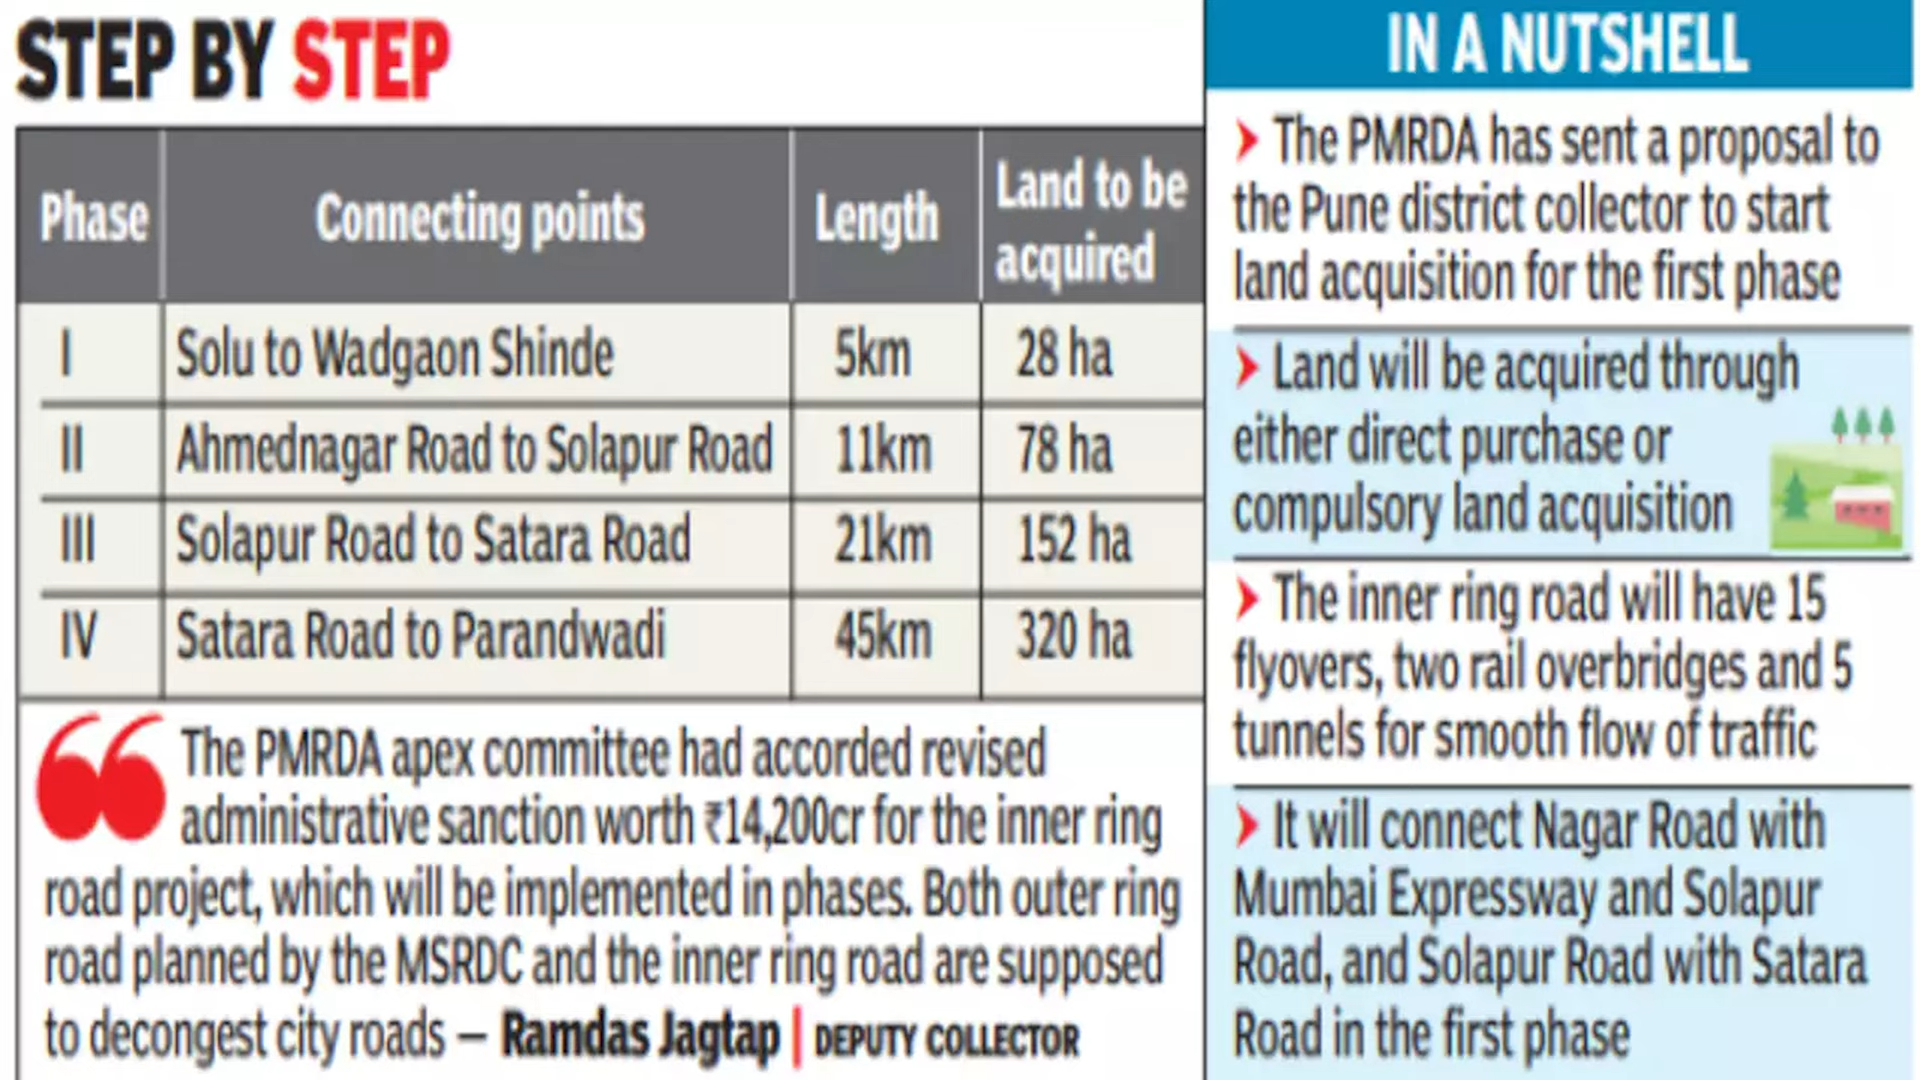 STEP BY STEP
Phase Connecting points Length Land to be acquired
I Solu to Wadgaon Shinde 5km 28 ha
II Ahmednagar Road to Solapur Road 11km 78 ha
III Solapur Road to Satara Road 21km 152 ha
IV Satara Road to Parandwadi 45km 320 ha
The PMRDA apex committee had accorded revised
administrative sanction worth ₹14,200cr for the inner ring
road project, which will be implemented in phases. Both outer ring
road planned by the MSRDC and the inner ring road are supposed
to decongest city roads — Ramdas Jagtap | DEPUTY COLLECTOR
IN A NUTSHELL
The PMRDA has sent a proposal to
the Pune district collector to start
land acquisition for the first phase
Land will be acquired through
either direct purchase or
compulsory land acquisition
The inner ring road will have 15
flyovers, two rail overbridges and 5
tunnels for smooth flow of traffic
It will connect Nagar Road with
Mumbai Expressway and Solapur
Road, and Solapur Road with Satara
Road in the first phase